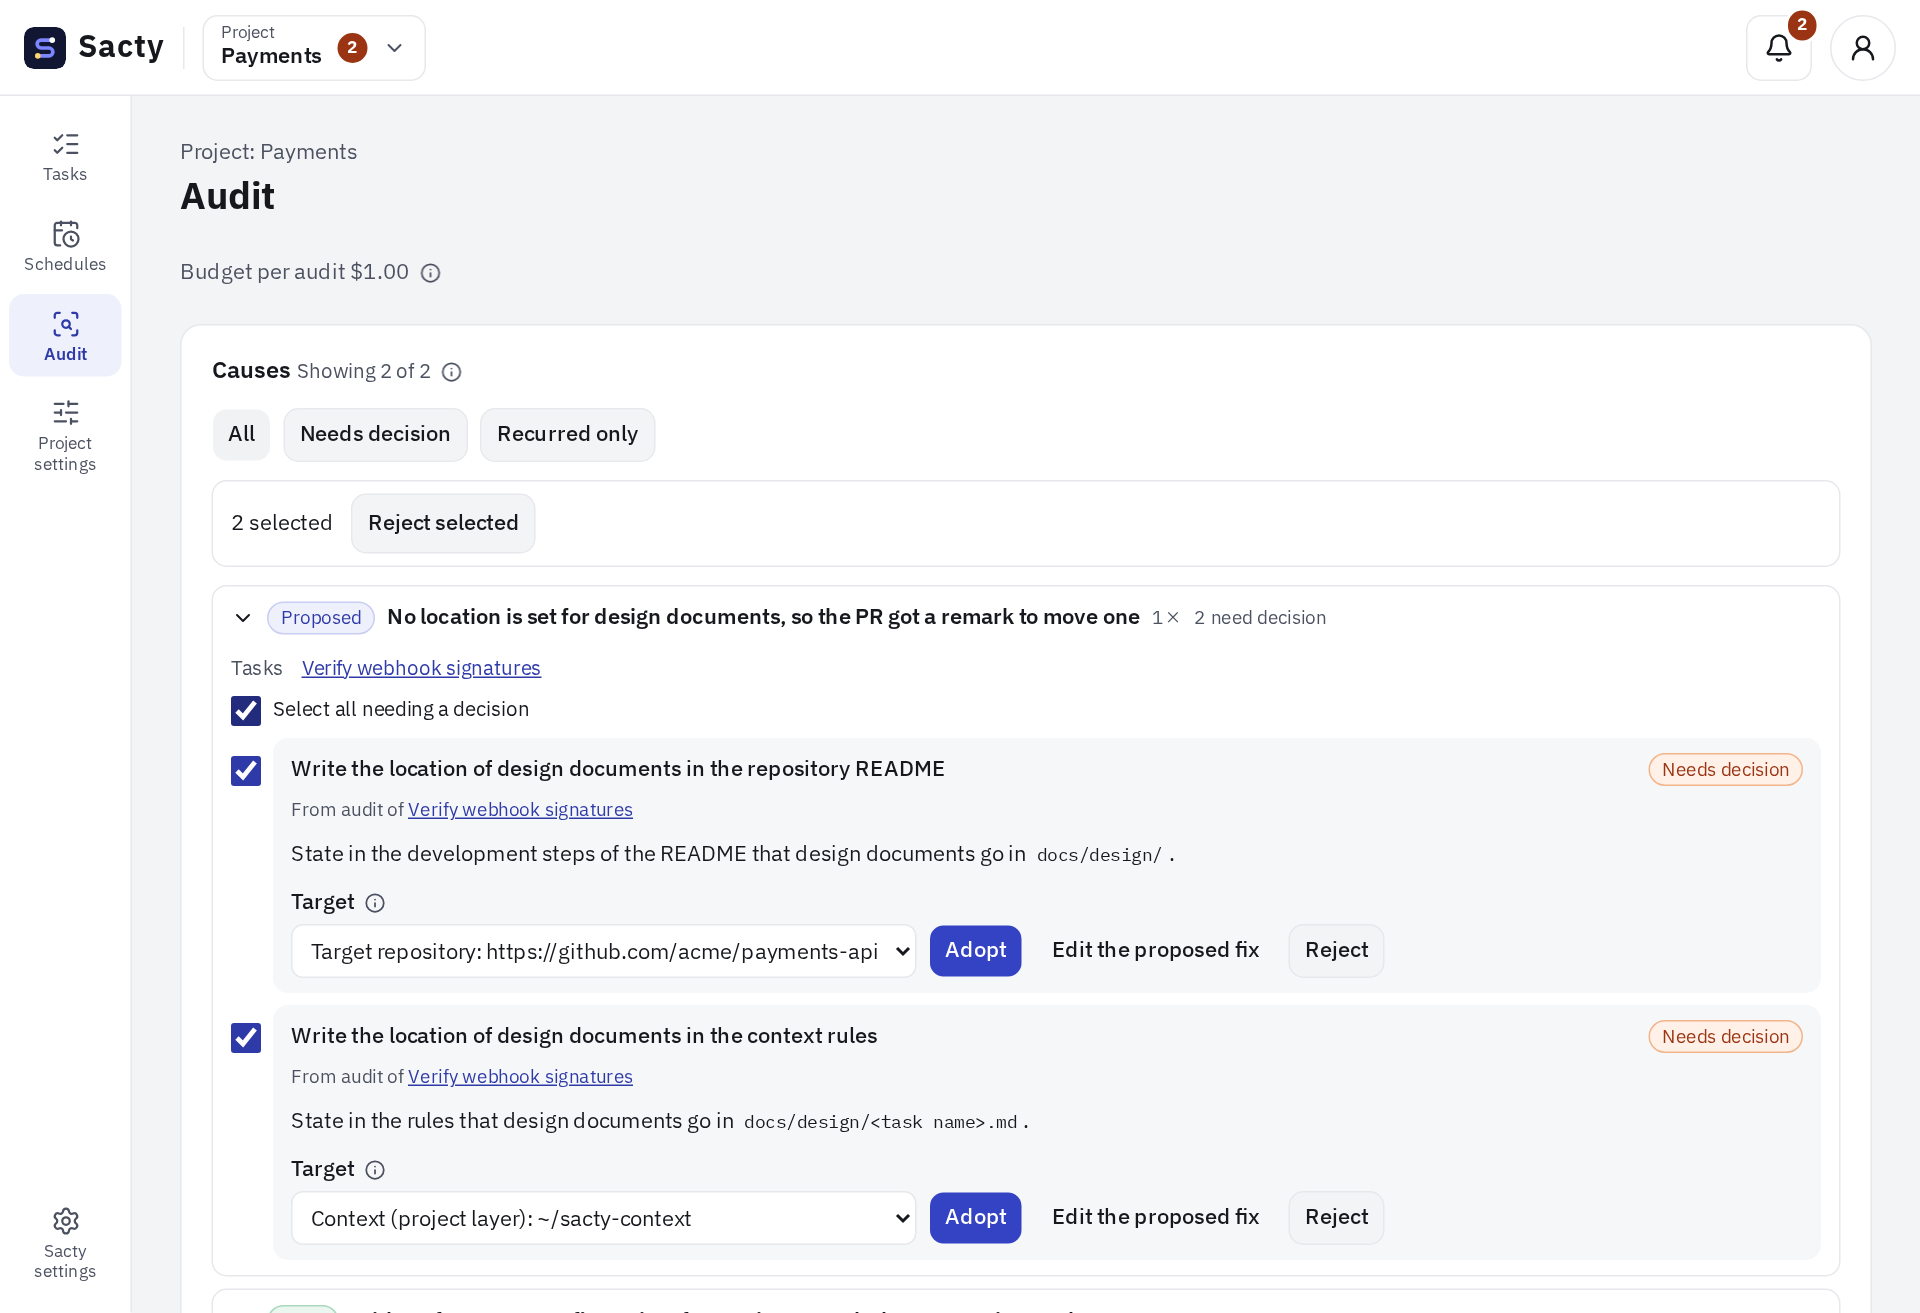 Sacty
Project
Payments 2
2
Tasks
Schedules
Audit
Project
settings
Sacty
settings
Project: Payments
Audit
Budget per audit $1.00
Causes Showing 2 of 2
All Needs decision Recurred only
2 selected Reject selected
Proposed No location is set for design documents, so the PR got a remark to move one 1× 2 need decision
Tasks Verify webhook signatures
Select all needing a decision
Write the location of design documents in the repository README Needs decision
From audit of Verify webhook signatures
State in the development steps of the README that design documents go in docs/design/ .
Target
Target repository: https://github.com/acme/payments-api Adopt Edit the proposed fix Reject
Write the location of design documents in the context rules Needs decision
From audit of Verify webhook signatures
State in the rules that design documents go in docs/design/<task name>.md .
Target
Context (project layer): ~/sacty-context Adopt Edit the proposed fix Reject